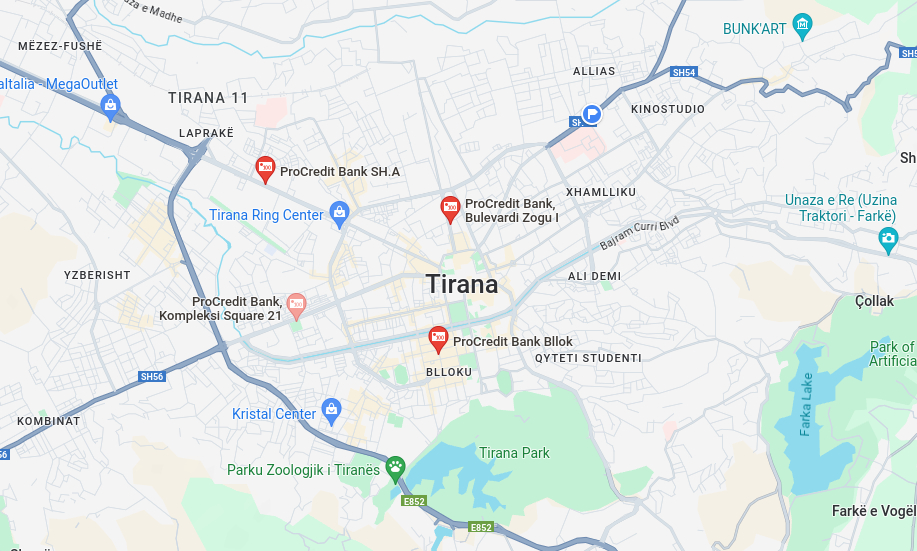 za e Madhe
MËZEZ-FUSHË
BUNK'ART
SH5
ALLIAS
SH54
aItalia - MegaOutlet
TIRANA 11
KINOSTUDIO
LAPRAKË
SH
Sh
ProCredit Bank SH.A
XHAMLLIKU
ProCredit Bank,
Bulevardi Zogu I
Unaza e Re (Uzina
Traktori - Farkë)
Tirana Ring Center
Bajram Curri Blvd
YZBERISHT
ALI DEMI
Tirana
ProCredit Bank,
Kompleksi Square 21
Çollak
ProCredit Bank Bllok
Park of
Artificia
QYTETI STUDENTI
BLLOKU
SH56
Farka Lake
Kristal Center
KOMBINAT
56
Tirana Park
Parku Zoologjik i Tiranës
E852
Farkë e Vogël
E852